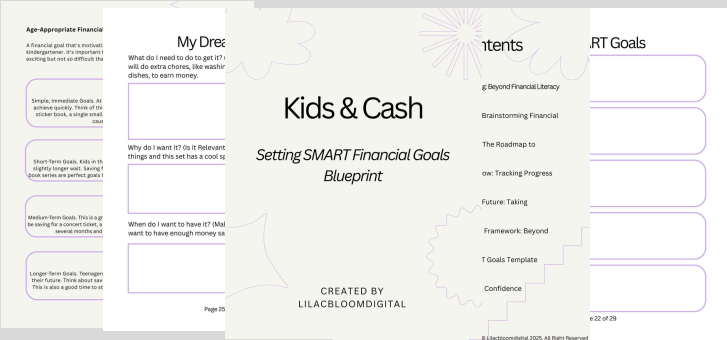 Age-Appropriate Financial
A financial goal that's motivati
kindergartener. It's important t
exciting but not so difficult tha
Simple, Immediate Goals. At
achieve quickly. Think of thi
sticker book, a single small
caus
Short-Term Goals. Kids in th
slightly longer wait. Saving f
book series are perfect goals t
Medium-Term Goals. This is a gr
be saving for a concert ticket, a
several months and
Longer-Term Goals. Teenagers
their future. Think about sav
This is also a good time to st
My Drea
What do I need to do to get it?
will do extra chores, like washin
dishes, to earn money.
Why do I want it? (Is it Relevan
things and this set has a cool sp
When do I want to have it? (Mak
want to have enough money sa
Page 25
Kids & Cash
Setting SMART Financial Goals
Blueprint
CREATED BY
LILACBLOOMDIGITAL
ntents
g: Beyond Financial Literacy
Brainstorming Financial
The Roadmap to
ow: Tracking Progress
Future: Taking
Framework: Beyond
T Goals Template
Confidence
© Lilacbloomdigital 2025. All Right Reserved
ART Goals
e 22 of 29